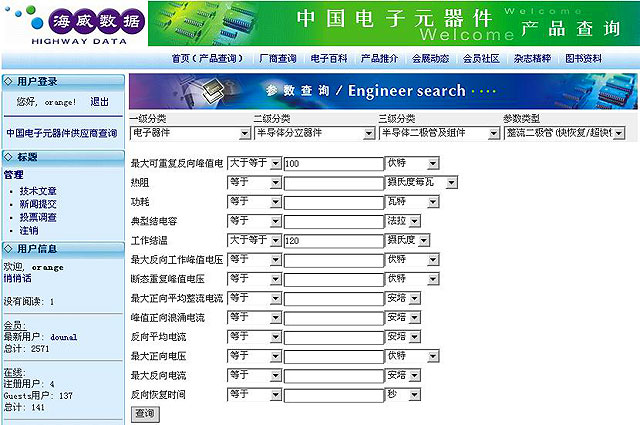 海威数据
HIGHWAY DATA
中国电子元器件
Welcome
Welcome
产品查询
首页（产品查询） 厂商查询 电子百科 产品推介 会展动态 会员社区 杂志精粹 图书资料
用户登录
您好, orange! 退出
中国电子元器件供应商查询
标题
管理
技术文章
新闻提交
投票调查
注销
用户信息
欢迎, orange
悄悄话
没有阅读: 1
会员:
最新用户: dounal
总计: 2571
在线:
注册用户: 4
Guests用户: 137
总计: 141
参数查询 / Engineer search
一级分类 二级分类 三级分类 参数类型
电子器件 半导体分立器件 半导体二极管及组件 整流二极管(快恢复/超快恢
最大可重复反向峰值电 大于等于 100 伏特
热阻 等于 摄氏度每瓦
功耗 等于 瓦特
典型结电容 等于 法拉
工作结温 大于等于 120 摄氏度
最大反向工作峰值电压 等于 伏特
断态重复峰值电压 等于 伏特
最大正向平均整流电流 等于 安培
峰值正向浪涌电流 等于 安培
反向平均电流 等于 安培
最大正向电压 等于 伏特
最大反向电流 等于 安培
反向恢复时间 等于 秒
查询